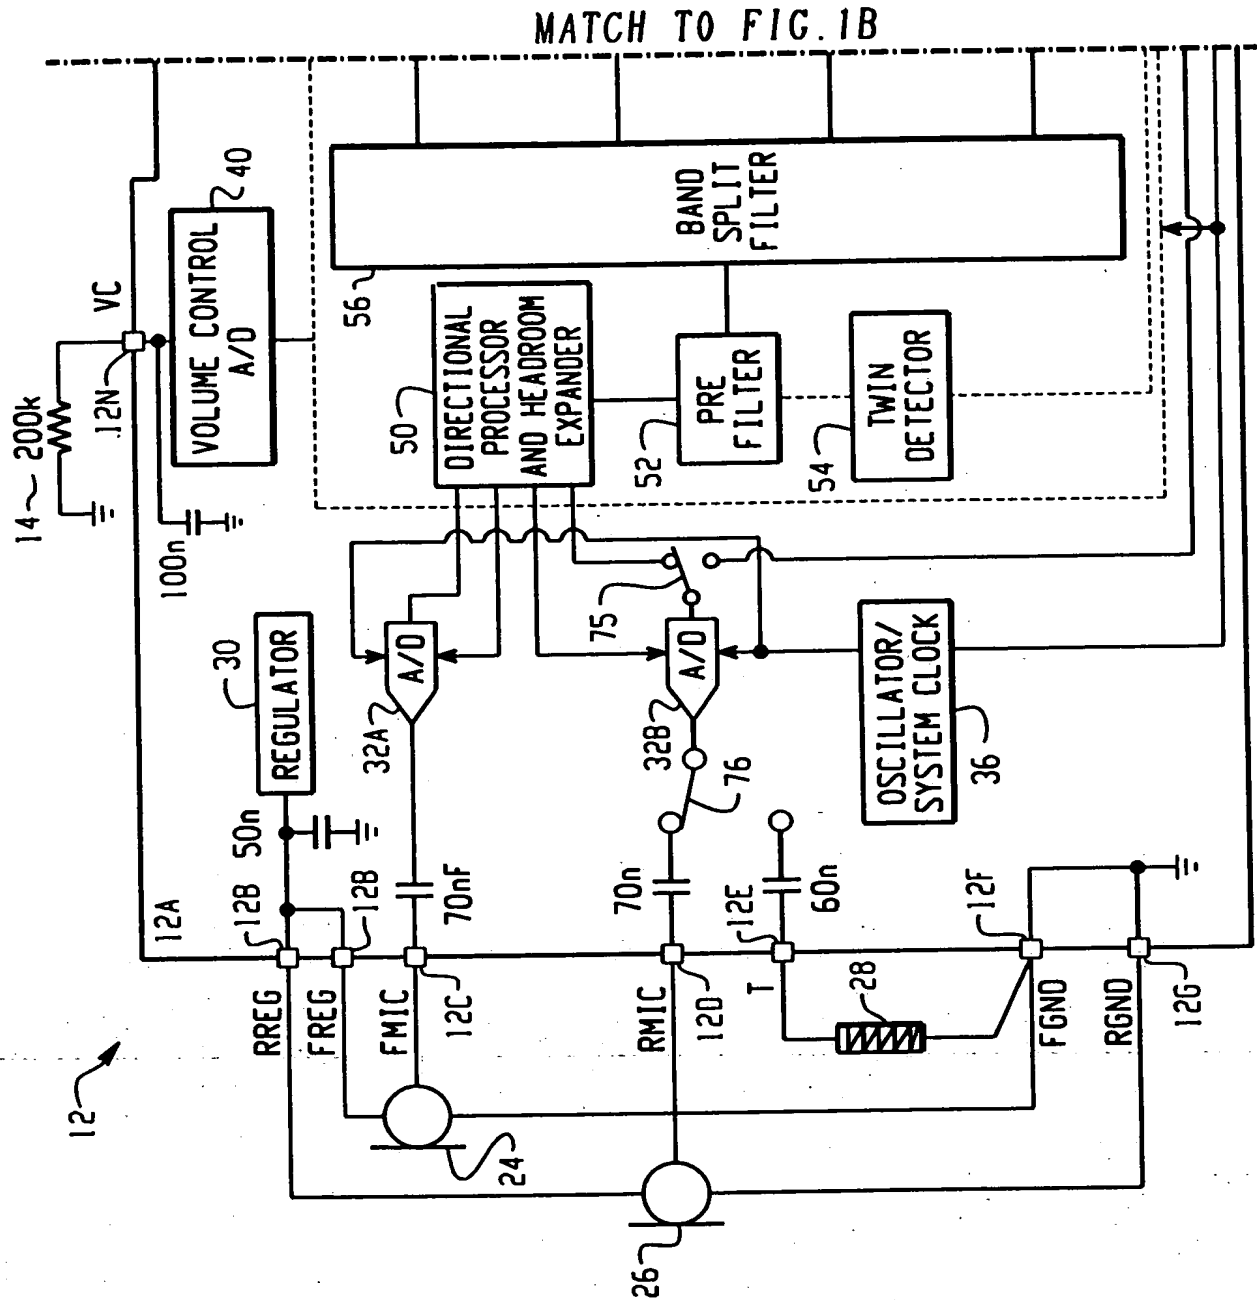 MATCH TO FIG.1B
14
200k
12N
VC
100n
VOLUME CONTROL
A/D
40
30
REGULATOR
50n
12A
12B
12B
RREG
FREG
FMIC
12C
70nF
32A
A/D
50
DIRECTIONAL
PROCESSOR
AND HEADROOM
EXPANDER
56
BAND
SPLIT
FILTER
52
PRE
FILTER
54
TWIN
DETECTOR
75
A/D
32B
76
70n
RMIC
12D
12E
T
60n
OSCILLATOR/
SYSTEM CLOCK
36
28
12F
FGND
RGND
12G
12
24
26